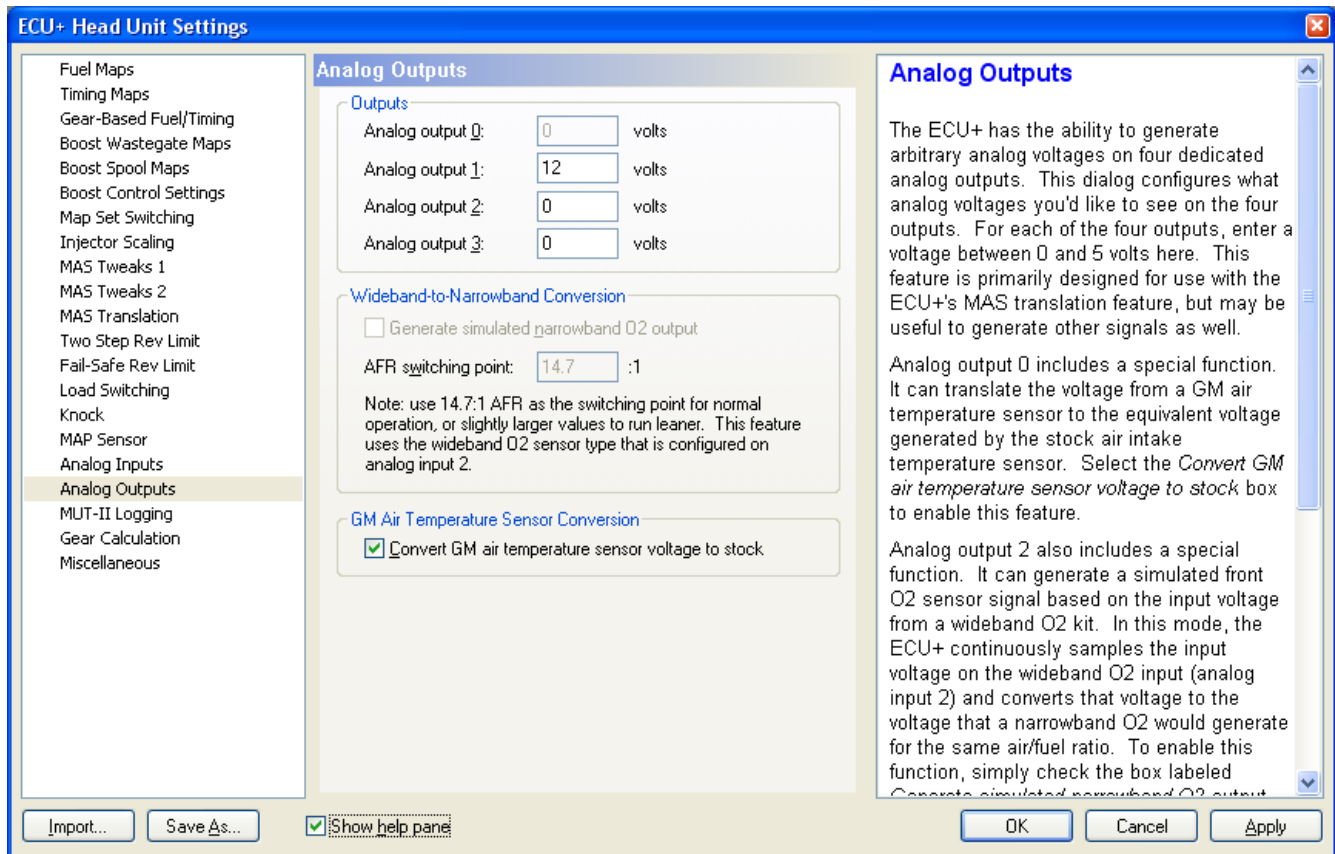 ECU+ Head Unit Settings
Fuel Maps
Timing Maps
Gear-Based Fuel/Timing
Boost Wastegate Maps
Boost Spool Maps
Boost Control Settings
Map Set Switching
Injector Scaling
MAS Tweaks 1
MAS Tweaks 2
MAS Translation
Two Step Rev Limit
Fail-Safe Rev Limit
Load Switching
Knock
MAP Sensor
Analog Inputs
Analog Outputs
MUT-II Logging
Gear Calculation
Miscellaneous
Analog Outputs
Outputs
Analog output 0: 0 volts
Analog output 1: 12 volts
Analog output 2: 0 volts
Analog output 3: 0 volts
Wideband-to-Narrowband Conversion
Generate simulated narrowband O2 output
AFR switching point: 14.7 :1
Note: use 14.7:1 AFR as the switching point for normal
operation, or slightly larger values to run leaner. This feature
uses the wideband O2 sensor type that is configured on
analog input 2.
GM Air Temperature Sensor Conversion
Convert GM air temperature sensor voltage to stock
Analog Outputs
The ECU+ has the ability to generate
arbitrary analog voltages on four dedicated
analog outputs. This dialog configures what
analog voltages you'd like to see on the four
outputs. For each of the four outputs, enter a
voltage between 0 and 5 volts here. This
feature is primarily designed for use with the
ECU+'s MAS translation feature, but may be
useful to generate other signals as well.
Analog output 0 includes a special function.
It can translate the voltage from a GM air
temperature sensor to the equivalent voltage
generated by the stock air intake
temperature sensor. Select the Convert GM
air temperature sensor voltage to stock box
to enable this feature.
Analog output 2 also includes a special
function. It can generate a simulated front
O2 sensor signal based on the input voltage
from a wideband O2 kit. In this mode, the
ECU+ continuously samples the input
voltage on the wideband O2 input (analog
input 2) and converts that voltage to the
voltage that a narrowband O2 would generate
for the same air/fuel ratio. To enable this
function, simply check the box labeled
Generate simulated narrowband O2 output
Import...
Save As...
Show help pane
OK
Cancel
Apply